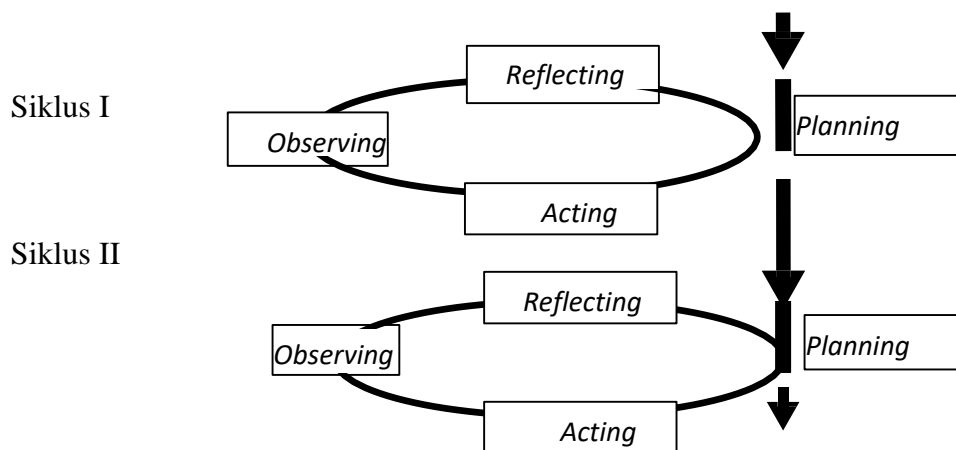 Reflecting
Siklus I
Planning
Observing
Acting
Siklus II
Reflecting
Observing
Planning
Acting